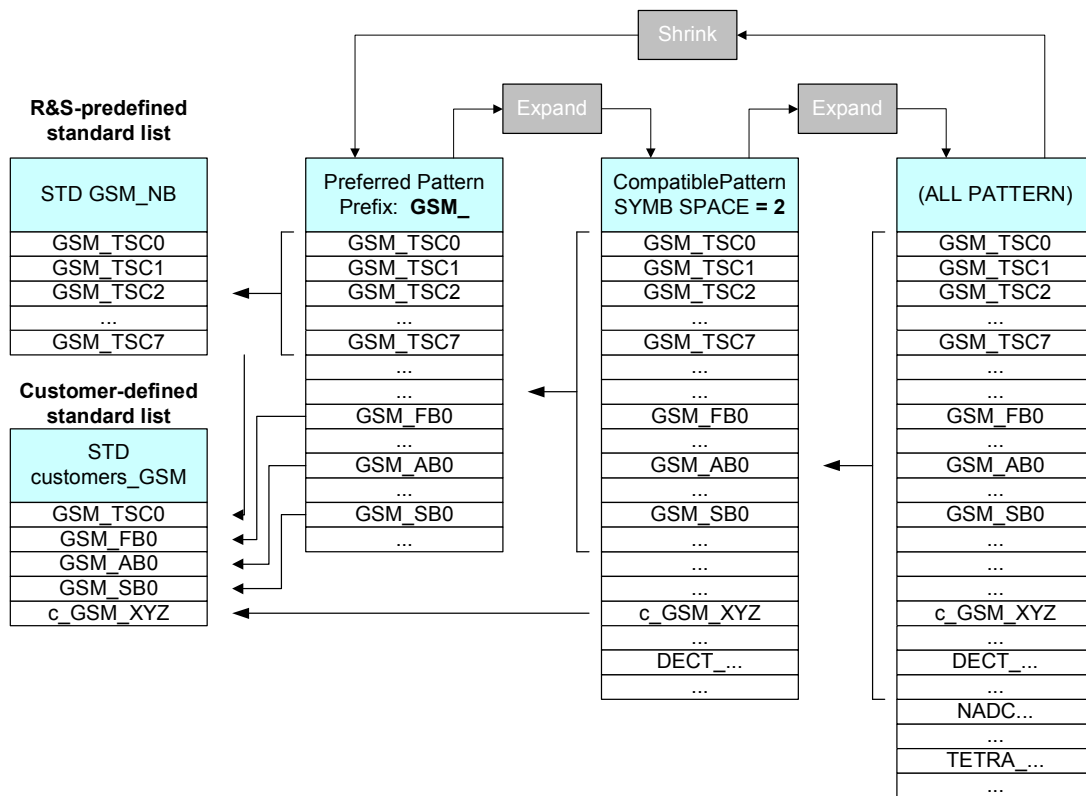 Shrink
Expand
Expand
R&S-predefined
standard list
STD GSM_NB
GSM_TSC0
GSM_TSC1
GSM_TSC2
...
GSM_TSC7
Customer-defined
standard list
STD
customers_GSM
GSM_TSC0
GSM_FB0
GSM_AB0
GSM_SB0
c_GSM_XYZ
Preferred Pattern
Prefix: GSM_
GSM_TSC0
GSM_TSC1
GSM_TSC2
...
GSM_TSC7
...
...
GSM_FB0
...
GSM_AB0
...
GSM_SB0
...
CompatiblePattern
SYMB SPACE = 2
GSM_TSC0
GSM_TSC1
GSM_TSC2
...
GSM_TSC7
...
...
GSM_FB0
...
GSM_AB0
...
GSM_SB0
...
...
...
c_GSM_XYZ
...
DECT_...
...
(ALL PATTERN)
GSM_TSC0
GSM_TSC1
GSM_TSC2
...
GSM_TSC7
...
...
GSM_FB0
...
GSM_AB0
...
GSM_SB0
...
...
...
c_GSM_XYZ
...
DECT_...
...
NADC...
...
TETRA_...
...